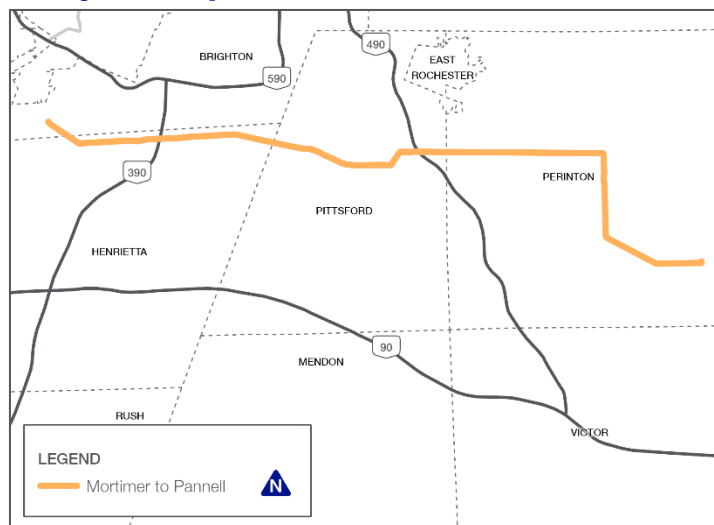 BRIGHTON
490
EAST
ROCHESTER
590
390
PERINTON
PITTSFORD
HENRIETTA
90
MENDON
RUSH
VICTOR
LEGEND
Mortimer to Pannell
N